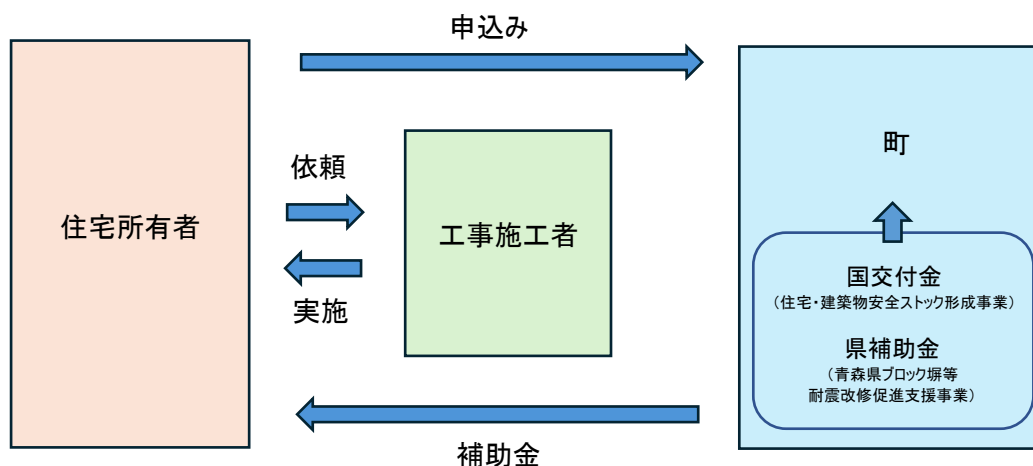 申込み
住宅所有者
依頼
実施
工事施工者
町
国交付金
（住宅・建築物安全ストック形成事業）
県補助金
（青森県ブロック塀等
耐震改修促進支援事業）
補助金